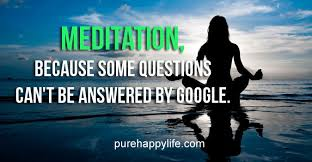 MEDITATION,
BECAUSE SOME QUESTIONS
CAN'T BE ANSWERED BY GOOGLE.
purehappylife.com